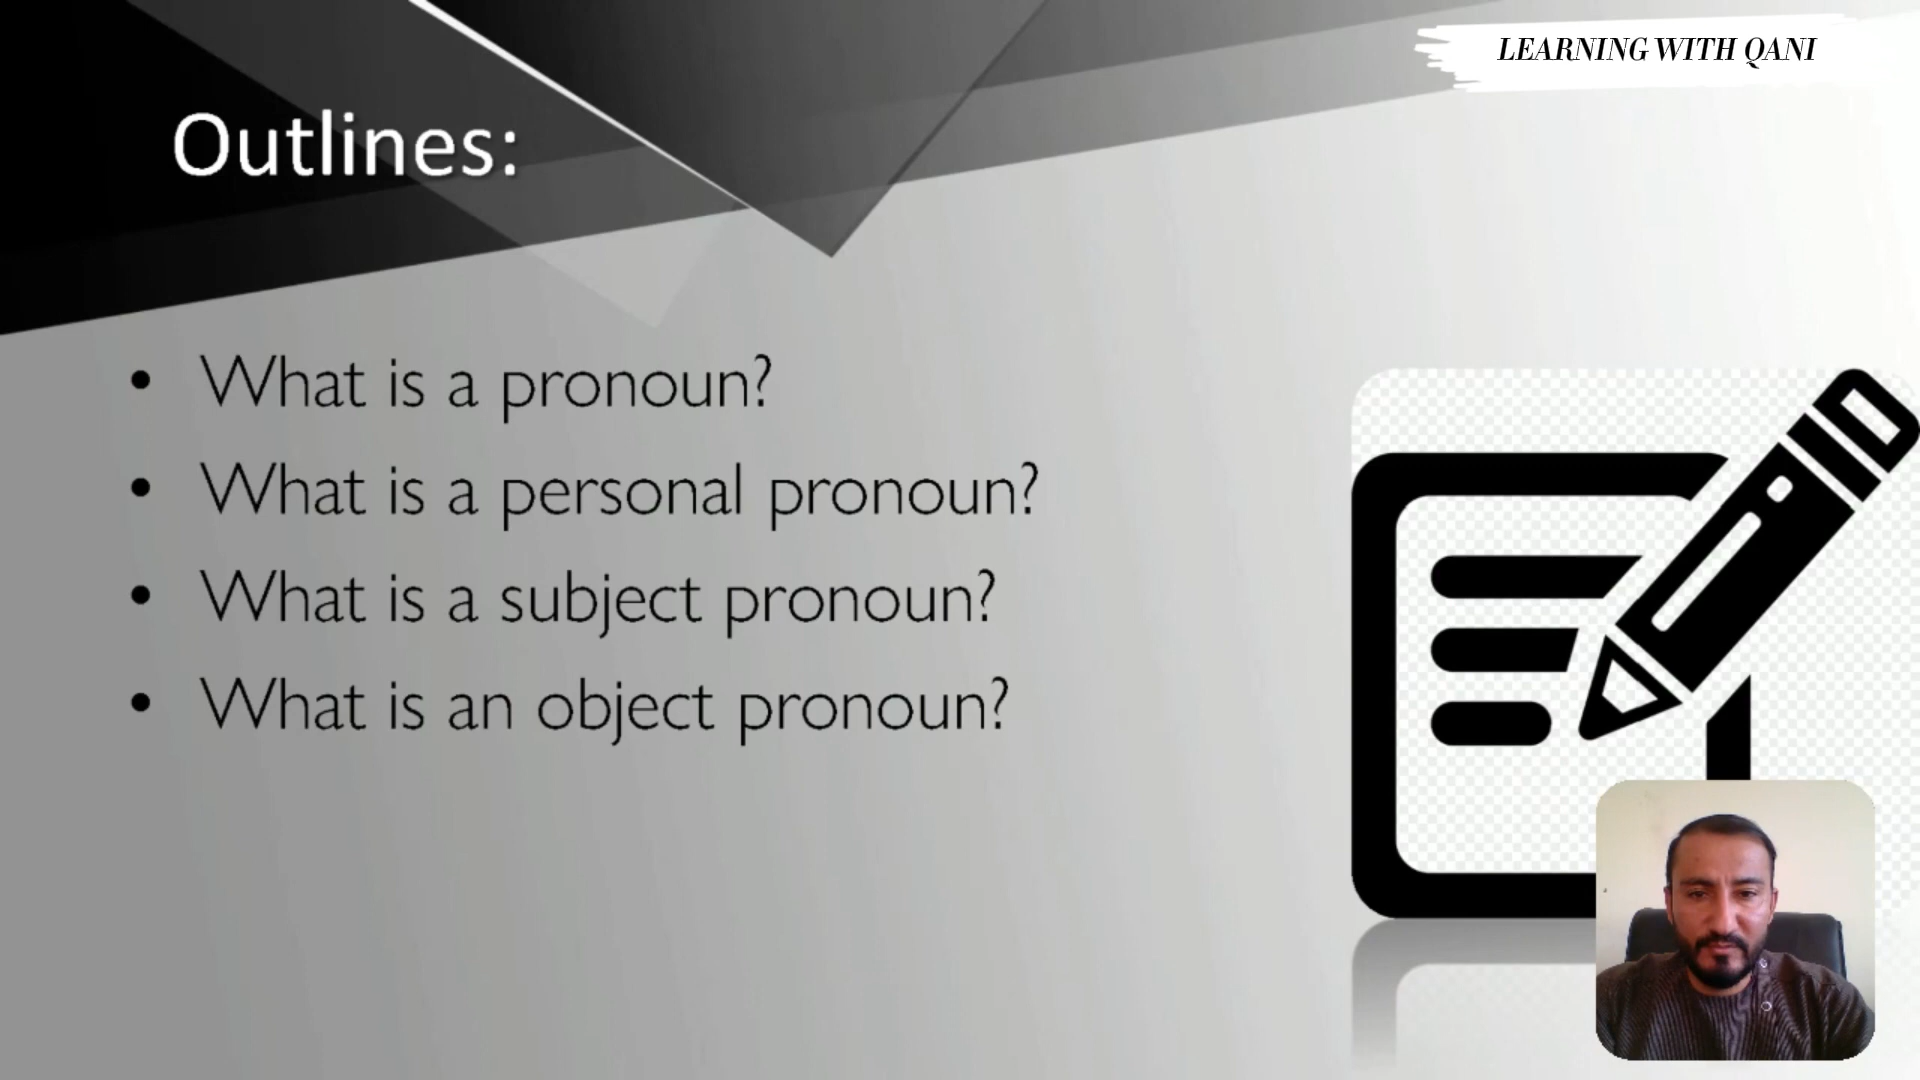 LEARNING WITH QANI
Outlines:
• What is a pronoun?
• What is a personal pronoun?
• What is a subject pronoun?
• What is an object pronoun?